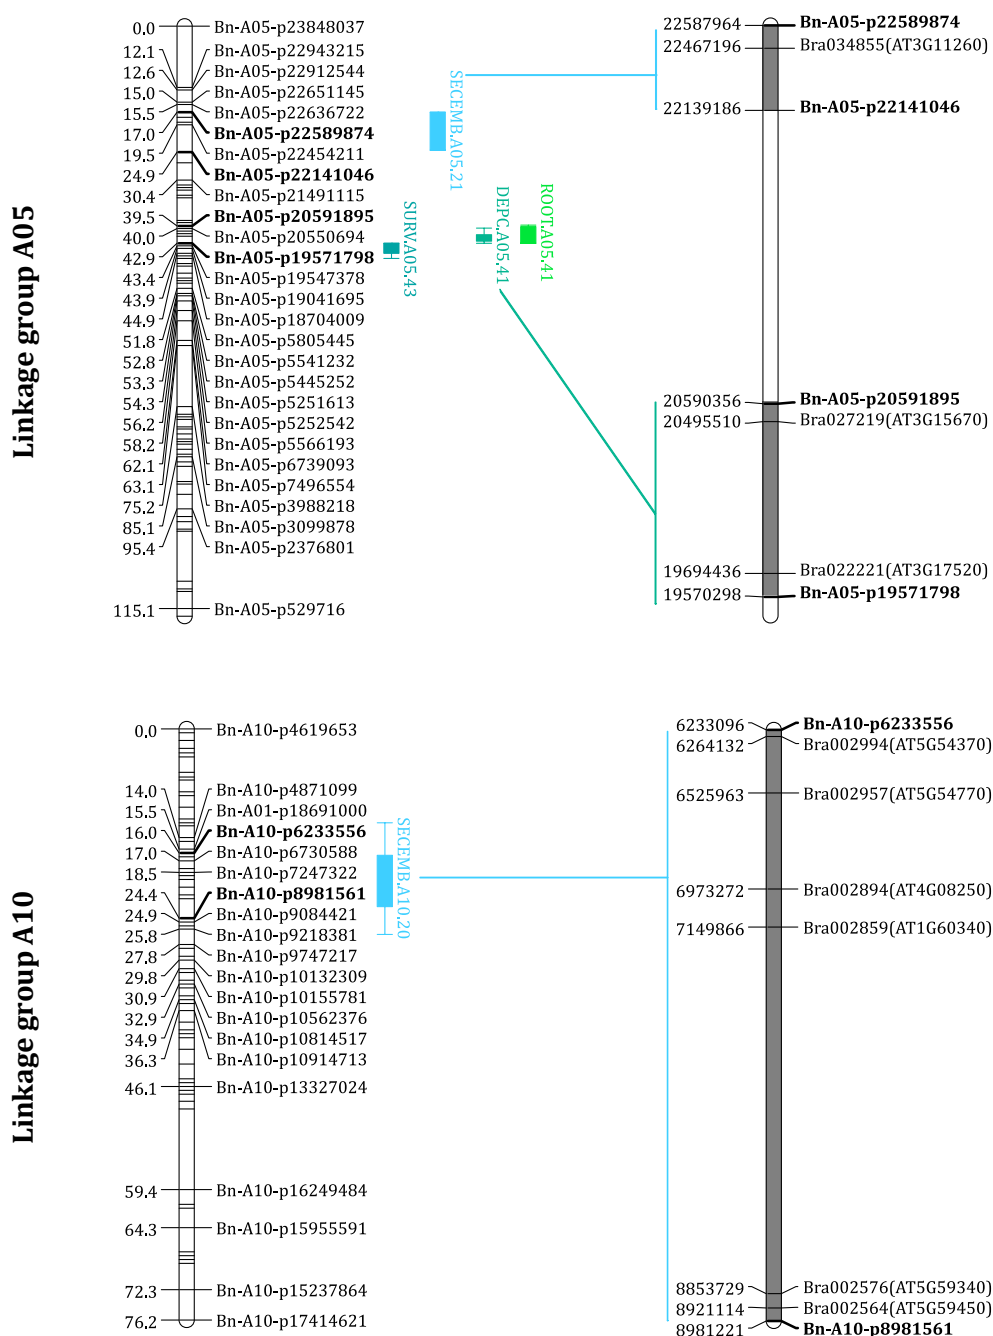 Linkage group A05
0.0 Bn-A05-p23848037
12.1 Bn-A05-p22943215
12.6 Bn-A05-p22912544
15.0 Bn-A05-p22651145
15.5 Bn-A05-p22636722
17.0 Bn-A05-p22589874
19.5 Bn-A05-p22454211
24.9 Bn-A05-p22141046
30.4 Bn-A05-p21491115
39.5 Bn-A05-p20591895
40.0 Bn-A05-p20550694
42.9 Bn-A05-p19571798
43.4 Bn-A05-p19547378
43.9 Bn-A05-p19041695
44.9 Bn-A05-p18704009
51.8 Bn-A05-p5805445
52.8 Bn-A05-p5541232
53.3 Bn-A05-p5445252
54.3 Bn-A05-p5251613
56.2 Bn-A05-p5252542
58.2 Bn-A05-p5566193
62.1 Bn-A05-p6739093
63.1 Bn-A05-p7496554
75.2 Bn-A05-p3988218
85.1 Bn-A05-p3099878
95.4 Bn-A05-p2376801
115.1 Bn-A05-p529716
SURV.A05.43
SECEMB.A05.21
DEPC.A05.41
ROOT.A05.41
22587964 Bn-A05-p22589874
22467196 Bra034855(AT3G11260)
22139186 Bn-A05-p22141046
20590356 Bn-A05-p20591895
20495510 Bra027219(AT3G15670)
19694436 Bra022221(AT3G17520)
19570298 Bn-A05-p19571798
Linkage group A10
0.0 Bn-A10-p4619653
14.0 Bn-A10-p4871099
15.5 Bn-A01-p18691000
16.0 Bn-A10-p6233556
17.0 Bn-A10-p6730588
18.5 Bn-A10-p7247322
24.4 Bn-A10-p8981561
24.9 Bn-A10-p9084421
25.8 Bn-A10-p9218381
27.8 Bn-A10-p9747217
29.8 Bn-A10-p10132309
30.9 Bn-A10-p10155781
32.9 Bn-A10-p10562376
34.9 Bn-A10-p10814517
36.3 Bn-A10-p10914713
46.1 Bn-A10-p13327024
59.4 Bn-A10-p16249484
64.3 Bn-A10-p15955591
72.3 Bn-A10-p15237864
76.2 Bn-A10-p17414621
SECEMB.A10.20
6233096 Bn-A10-p6233556
6264132 Bra002994(AT5G54370)
6525963 Bra002957(AT5G54770)
6973272 Bra002894(AT4G08250)
7149866 Bra002859(AT1G60340)
8853729 Bra002576(AT5G59340)
8921114 Bra002564(AT5G59450)
8981221 Bn-A10-p8981561